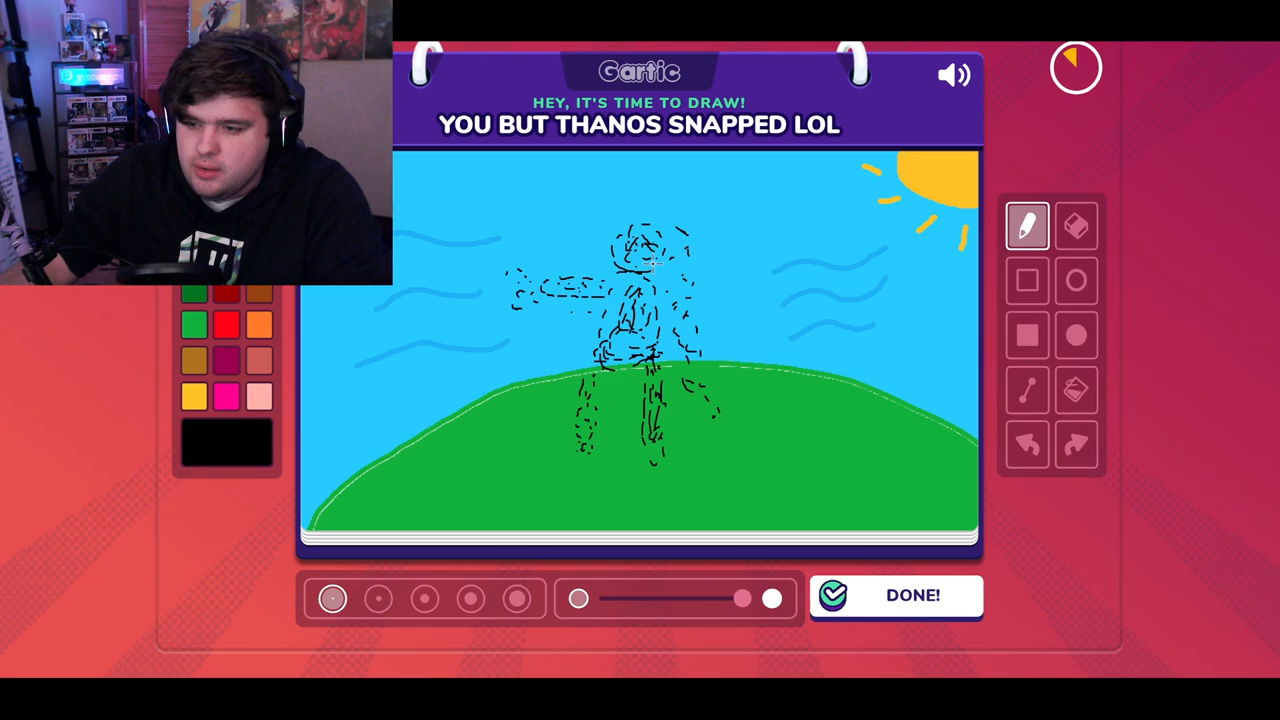 Gartic
HEY, IT'S TIME TO DRAW!
YOU BUT THANOS SNAPPED LOL
DONE!